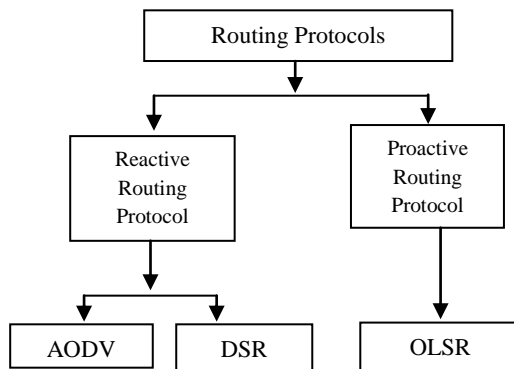 Routing Protocols
Reactive
Routing
Protocol
Proactive
Routing
Protocol
AODV
DSR
OLSR